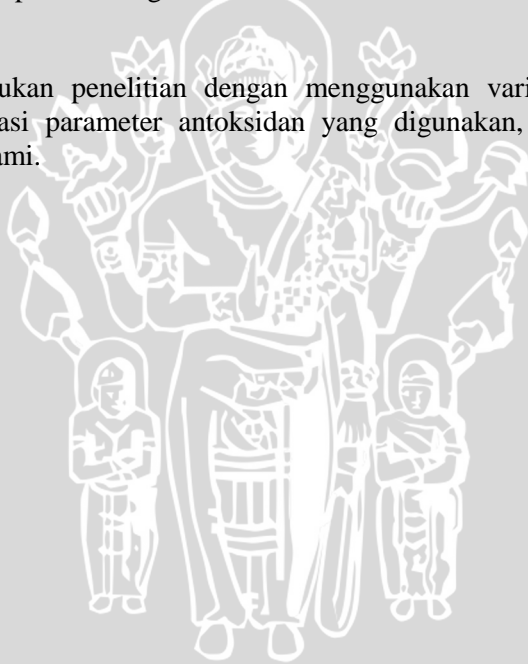 ukan penelitian dengan menggunakan vari
asi parameter antoksidan yang digunakan,
ami.